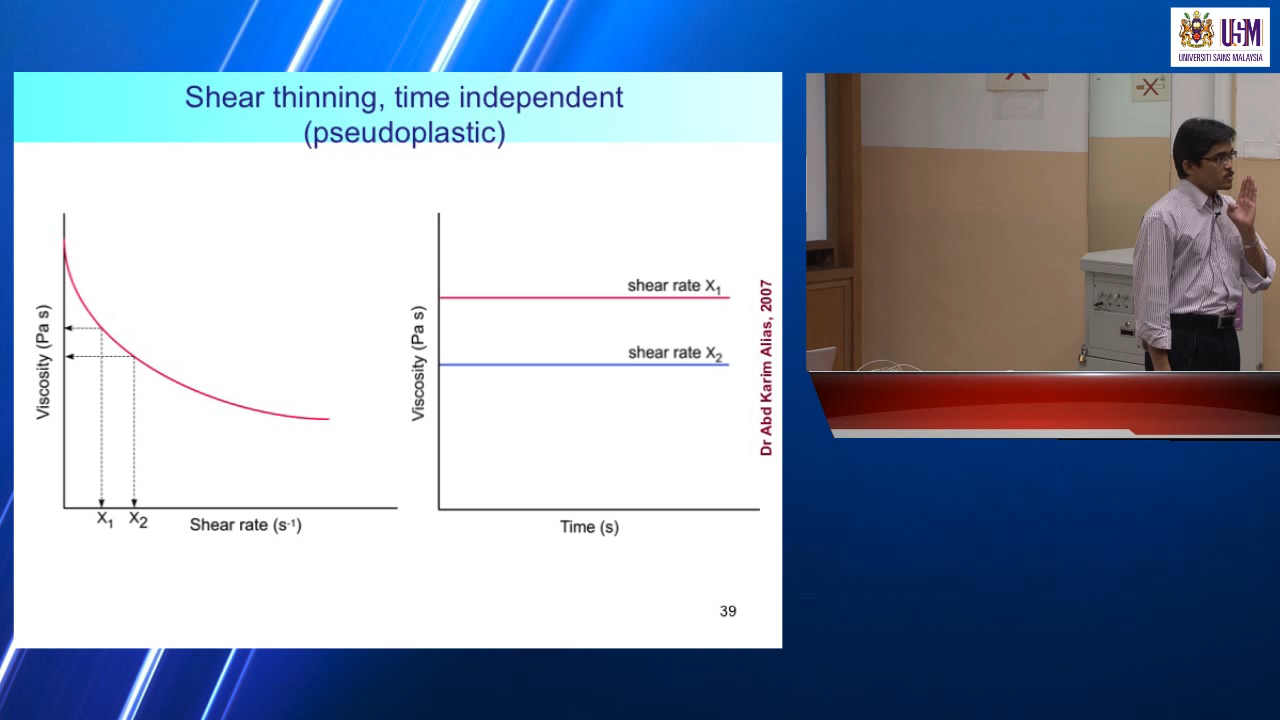 USM
UNIVERSITI SAINS MALAYSIA
Shear thinning, time independent
(pseudoplastic)
Viscosity (Pa s)
X₁ X₂
Shear rate (s⁻¹)
Viscosity (Pa s)
shear rate X₁
shear rate X₂
Time (s)
Dr Abd Karim Alias, 2007
39